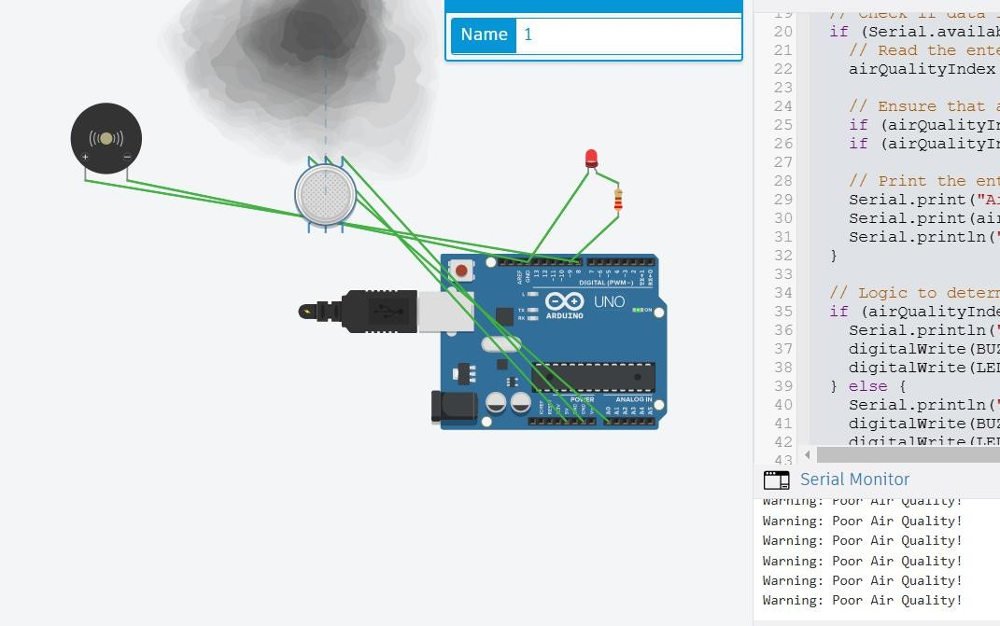 Name 1
AREF
GND
13
12
~11
~10
~9
8
7
~6
~5
4
~3
2
TX→1
RX←0
DIGITAL (PWM~)
L
TX
RX
UNO
ON
ARDUINO
POWER
ANALOG IN
IOREF
5V
GND
A0
A1
A2
A3
A4
A5
19 // Check if data
20 if (Serial.availab
21 // Read the ente
22 airQualityIndex
23
24 // Ensure that a
25 if (airQualityIn
26 if (airQualityIn
27
28 // Print the ent
29 Serial.print("Ai
30 Serial.print(air
31 Serial.println("
32 }
33
34 // Logic to determ
35 if (airQualityInde
36 Serial.println("
37 digitalWrite(BUZ
38 digitalWrite(LED
39 } else {
40 Serial.println("
41 digitalWrite(BUZ
42 digitalWrite(LED
43
Serial Monitor
Warning: Poor Air Quality!
Warning: Poor Air Quality!
Warning: Poor Air Quality!
Warning: Poor Air Quality!
Warning: Poor Air Quality!
Warning: Poor Air Quality!